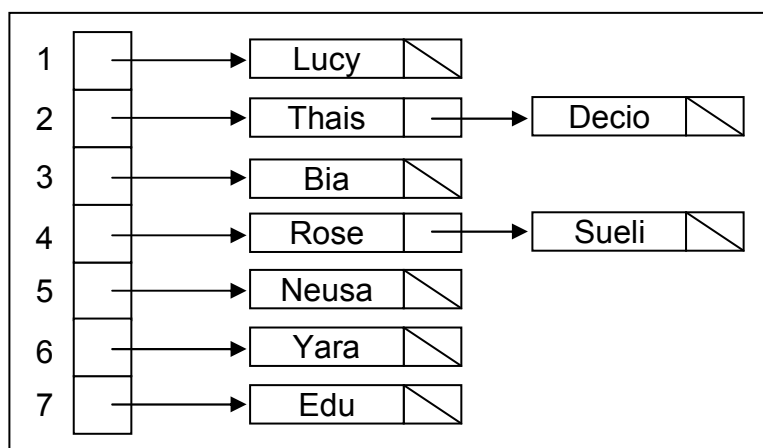 1 Lucy
2 Thais Decio
3 Bia
4 Rose Sueli
5 Neusa
6 Yara
7 Edu